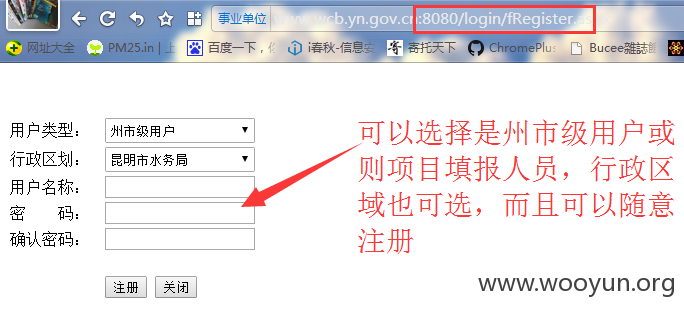 事业单位 cb.yn.gov.cn:8080/login/fRegister.
网址大全 PM25.in | 上 百度一下，你 i春秋-信息安 寄托天下 ChromePlus Bucee雜誌館
用户类型： 州市级用户
行政区划： 昆明市水务局
用户名称：
密 码：
确认密码：
注册 关闭
可以选择是州市级用户或
则项目填报人员，行政区
域也可选，而且可以随意
注册
www.wooyun.org